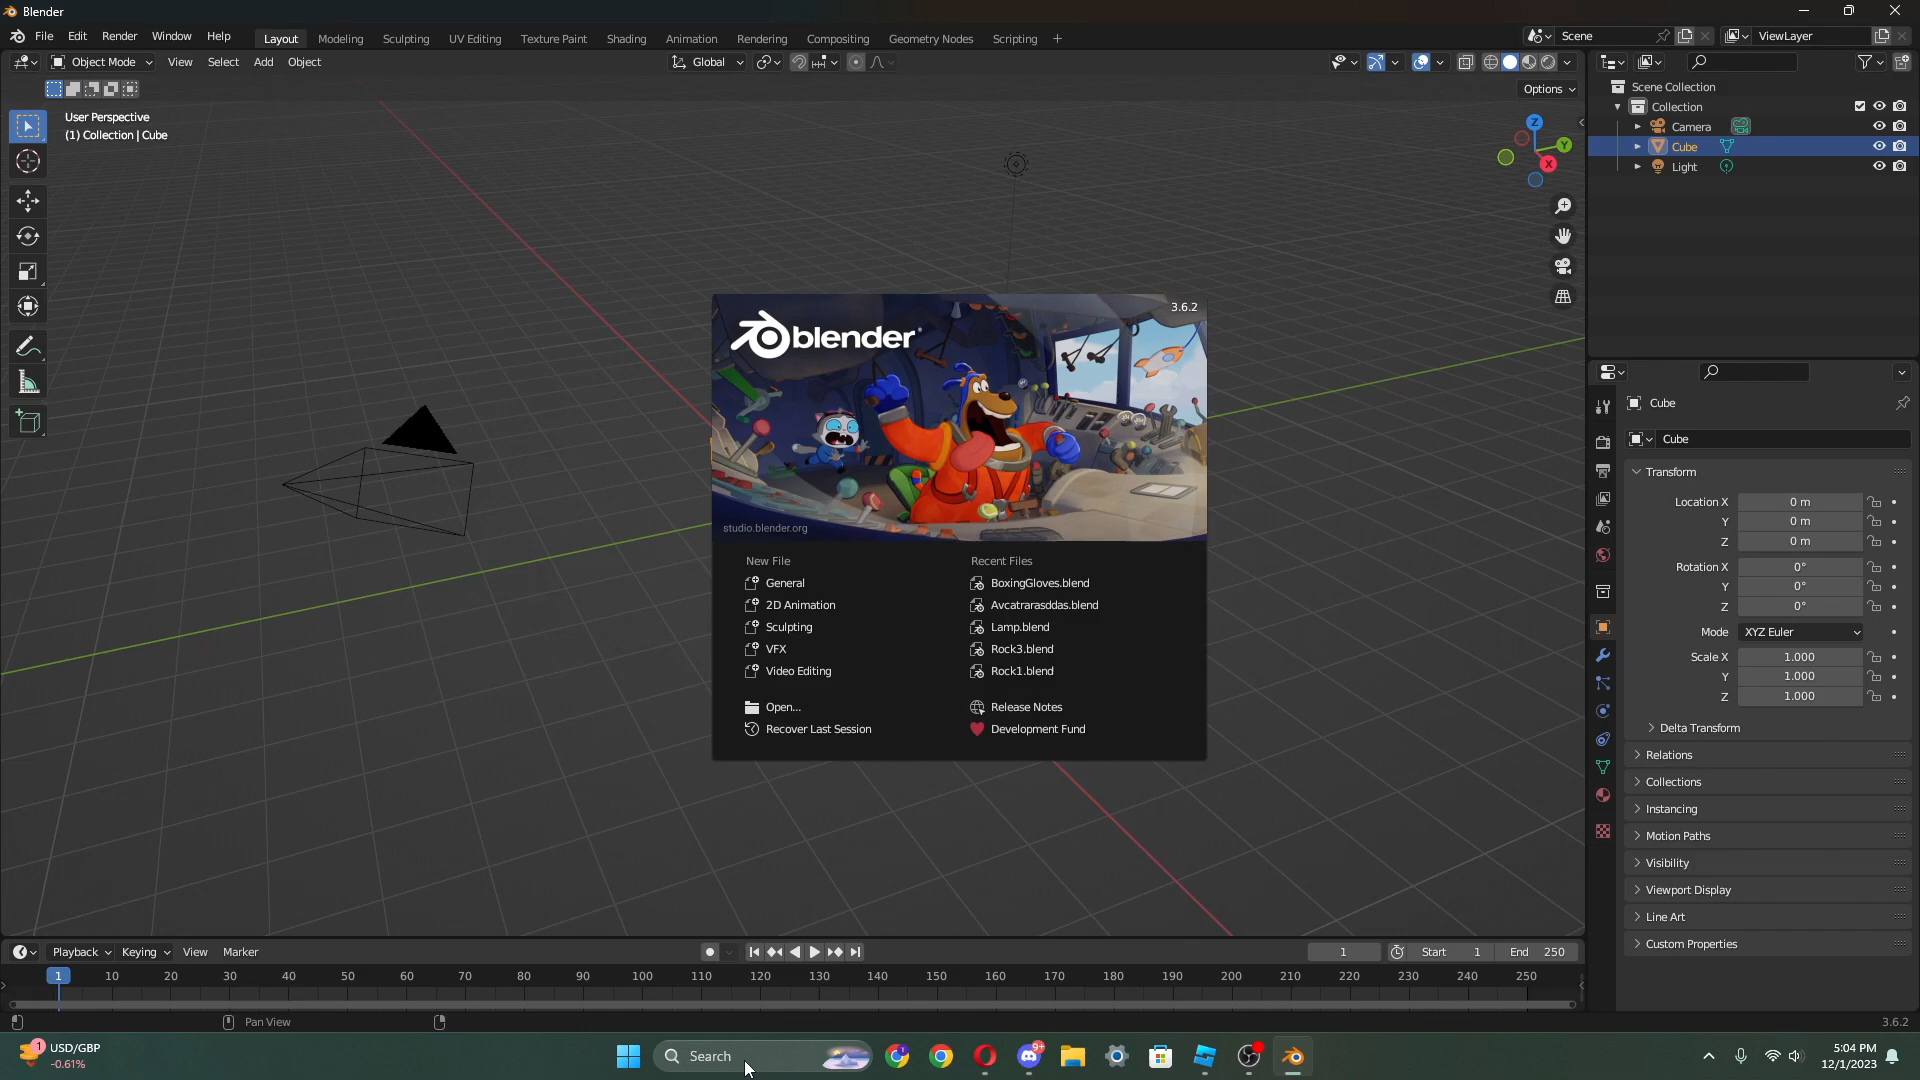 Blender
File Edit Render Window Help Layout Modeling Sculpting UV Editing Texture Paint Shading Animation Rendering Compositing Geometry Nodes Scripting + Scene ViewLayer
Object Mode View Select Add Object Global
Options
User Perspective
(1) Collection | Cube
Z
Y
X
Scene Collection
Collection
Camera
Cube
Light
3.6.2
blender
studio.blender.org
New File
General
2D Animation
Sculpting
VFX
Video Editing
Open...
Recover Last Session
Recent Files
BoxingGloves.blend
Avcatrarasddas.blend
Lamp.blend
Rock3.blend
Rock1.blend
Release Notes
Development Fund
Cube
Cube
Transform
Location X 0 m
Y 0 m
Z 0 m
Rotation X 0°
Y 0°
Z 0°
Mode XYZ Euler
Scale X 1.000
Y 1.000
Z 1.000
Delta Transform
Relations
Collections
Instancing
Motion Paths
Visibility
Viewport Display
Line Art
Custom Properties
Playback Keying View Marker 1 Start 1 End 250
1 10 20 30 40 50 60 70 80 90 100 110 120 130 140 150 160 170 180 190 200 210 220 230 240 250
Pan View 3.6.2
1 USD/GBP
-0.61%
Search
9+
5:04 PM
12/1/2023